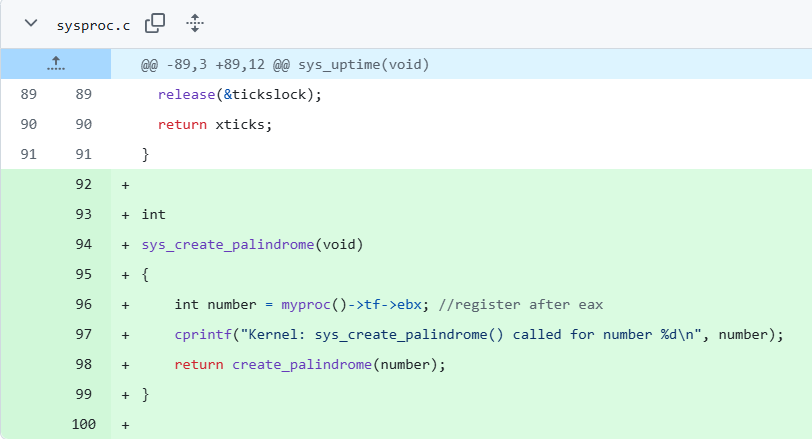 sysproc.c
@@ -89,3 +89,12 @@ sys_uptime(void)
89 89 release(&tickslock);
90 90 return xticks;
91 91 }
92 +
93 + int
94 + sys_create_palindrome(void)
95 + {
96 + int number = myproc()->tf->ebx; //register after eax
97 + cprintf("Kernel: sys_create_palindrome() called for number %d\n", number);
98 + return create_palindrome(number);
99 + }
100 +